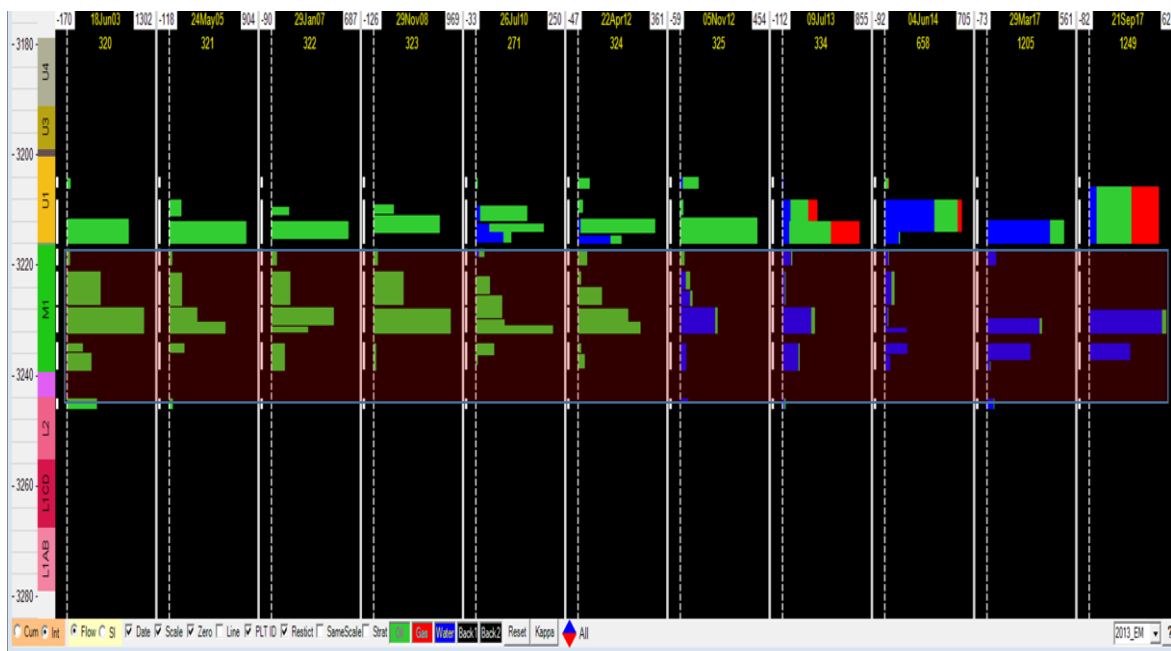 -170 18Jun03 1302 -118 24May05 904 -90 29Jan07 687 -126 29Nov08 969 -33 26Jul10 250 -47 22Apr12 361 -59 05Nov12 454 -112 09Jul13 855 -92 04Jun14 705 -73 29Mar17 561 -82 21Sep17
320 321 322 323 271 324 325 334 658 1205 1249
-3180-
U4
U3
-3200-
U1
-3220-
M1
-3240-
L2
-3260-
L1CD
L1AB
-3280-
Cum Int Flow SI Date Scale Zero Line PLT ID Restict SameScale Strat Oil Gas Water Back1 Back2 Reset Kappa All 2013_EM ?